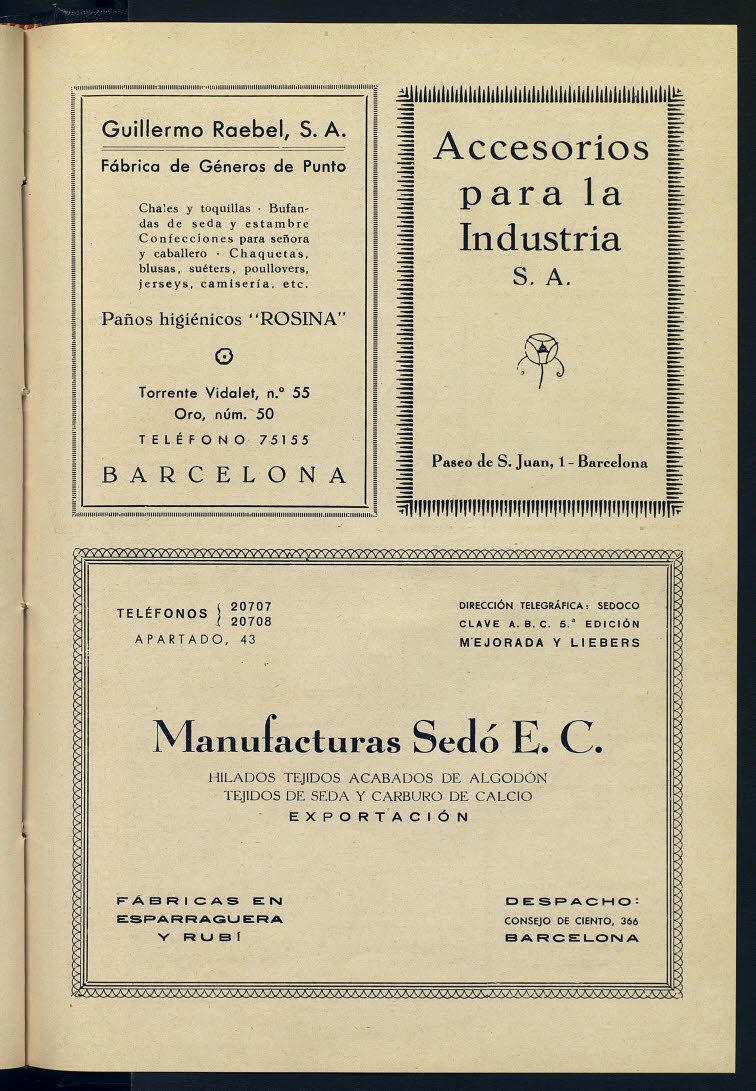 Guillermo Raebel, S. A.
Fábrica de Géneros de Punto
Chales y toquillas · Bufan-
das de seda y estambre
Confecciones para señora
y caballero · Chaquetas,
blusas, suéters, poullovers,
jerseys, camisería, etc.
Paños higiénicos "ROSINA"
Torrente Vidalet, n.º 55
Oro, núm. 50
TELÉFONO 75155
BARCELONA
Accesorios
para la
Industria
S. A.
Paseo de S. Juan, 1 - Barcelona
TELÉFONOS { 20707
20708
APARTADO, 43
DIRECCIÓN TELEGRÁFICA: SEDOCO
CLAVE A. B. C. 5.ª EDICIÓN
MEJORADA Y LIEBERS
Manufacturas Sedó E. C.
HILADOS TEJIDOS ACABADOS DE ALGODÓN
TEJIDOS DE SEDA Y CARBURO DE CALCIO
EXPORTACIÓN
FÁBRICAS EN
ESPARRAGUERA
Y RUBÍ
DESPACHO:
CONSEJO DE CIENTO, 366
BARCELONA